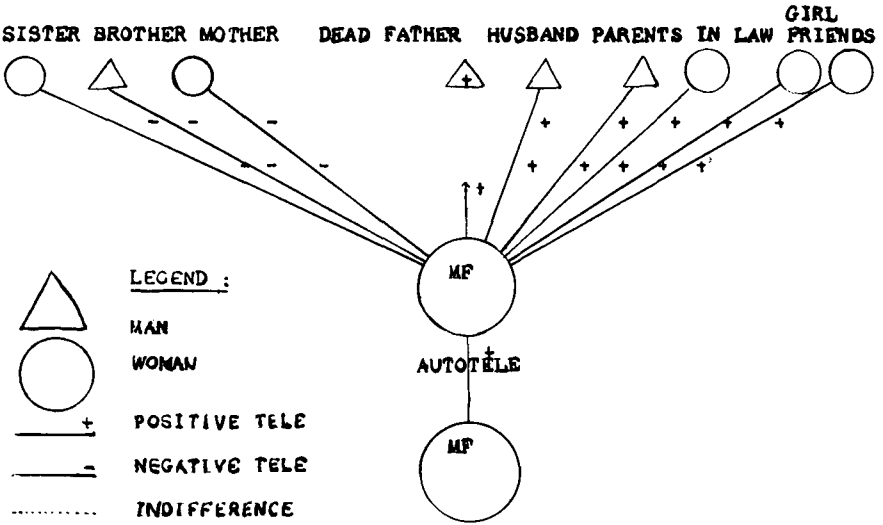 GIRL
SISTER BROTHER MOTHER DEAD FATHER HUSBAND PARENTS IN LAW FRIENDS
+
- - - + + + + +
- - - + + + + +
+
MF
+
AUTOTELE
MF
LEGEND :
MAN
WOMAN
+ POSITIVE TELE
- NEGATIVE TELE
INDIFFERENCE